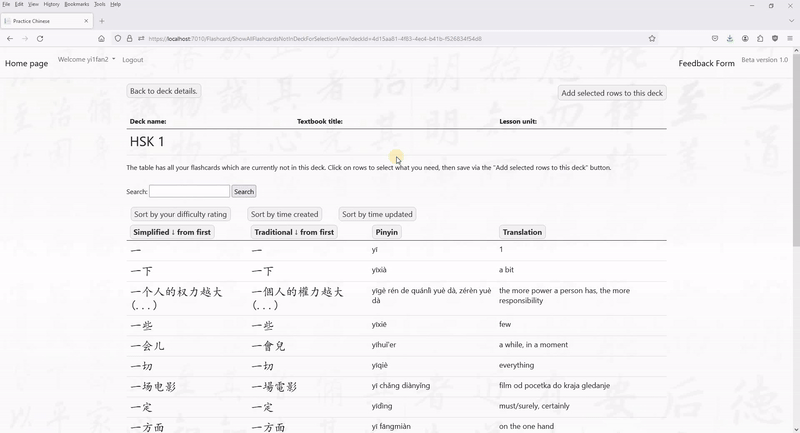 File Edit View History Bookmarks Tools Help
Practice Chinese
https://localhost:7010/Flashcard/ShowAllFlashcardsNotInDeckForSelectionView?deckId=4d15aa81-4f83-4ec4-b41b-f526834f54d8
Home page Welcome yi1fan2 Logout Feedback Form Beta version 1.0
Back to deck details. Add selected rows to this deck
Deck name: Textbook title: Lesson unit:
HSK 1
The table has all your flashcards which are currently not in this deck. Click on rows to select what you need, then save via the "Add selected rows to this deck" button.
Search: Search
Sort by your difficulty rating Sort by time created Sort by time updated
Simplified ↓ from first Traditional ↓ from first Pinyin Translation
一 一 yī 1
一下 一下 yīxià a bit
一个人的权力越大 一個人的權力越大 yīgè rén de quánlì yuè dà, zérèn yuè the more power a person has, the more
(...) (...) dà responsibility
一些 一些 yīxiē few
一会儿 一會兒 yīhuǐ'er a while, in a moment
一切 一切 yīqiè everything
一场电影 一場電影 yī chǎng diànyǐng film od pocetka do kraja gledanje
一定 一定 yīdìng must/surely, certainly
一方面 一方面 yī fāngmiàn on the one hand